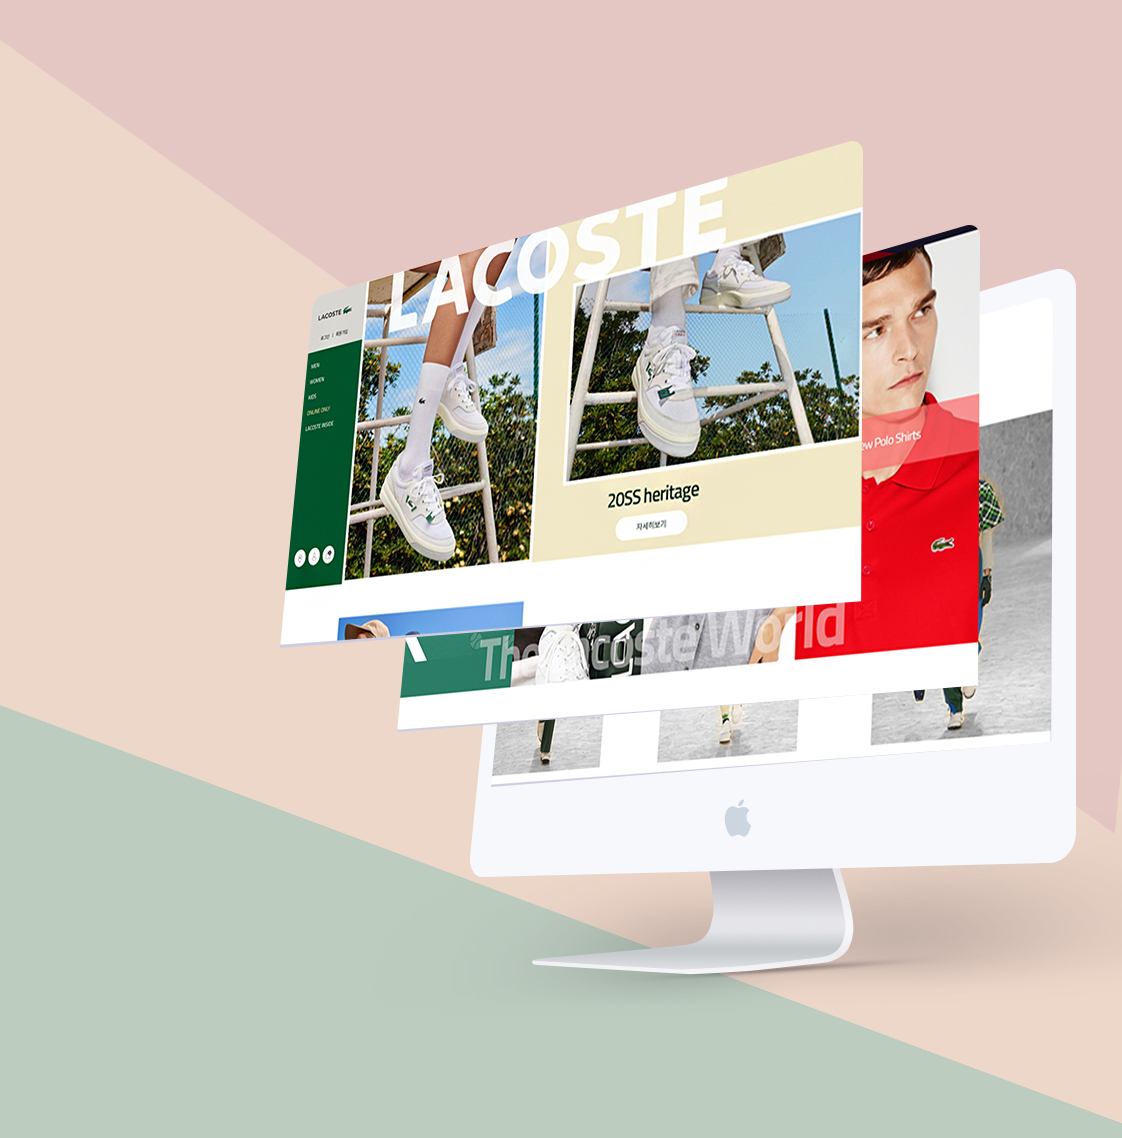 LACOSTE
LACOSTE
로그인 | 회원가입
MEN
WOMEN
KIDS
ONLINE ONLY
LACOSTE INSIDE
20SS heritage
자세히보기
Polo Shirts
The Lacoste World